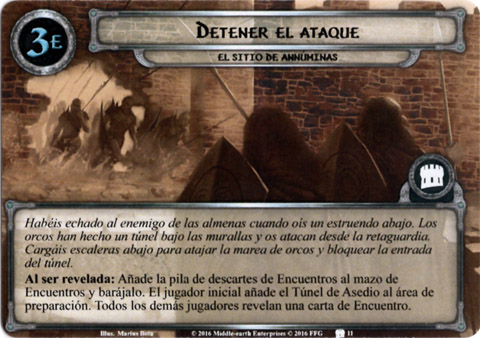 3E
DETENER EL ATAQUE
EL SITIO DE ANNUMINAS
Habéis echado al enemigo de las almenas cuando oís un estruendo abajo. Los
orcos han hecho un túnel bajo las murallas y os atacan desde la retaguardia.
Cargáis escaleras abajo para atajar la marea de orcos y bloquear la entrada
del túnel.
Al ser revelada: Añade la pila de descartes de Encuentros al mazo de
Encuentros y barájalo. El jugador inicial añade el Túnel de Asedio al área de
preparación. Todos los demás jugadores revelan una carta de Encuentro.
Illus. Marius Bota
© 2016 Middle-earth Enterprises © 2016 FFG
11